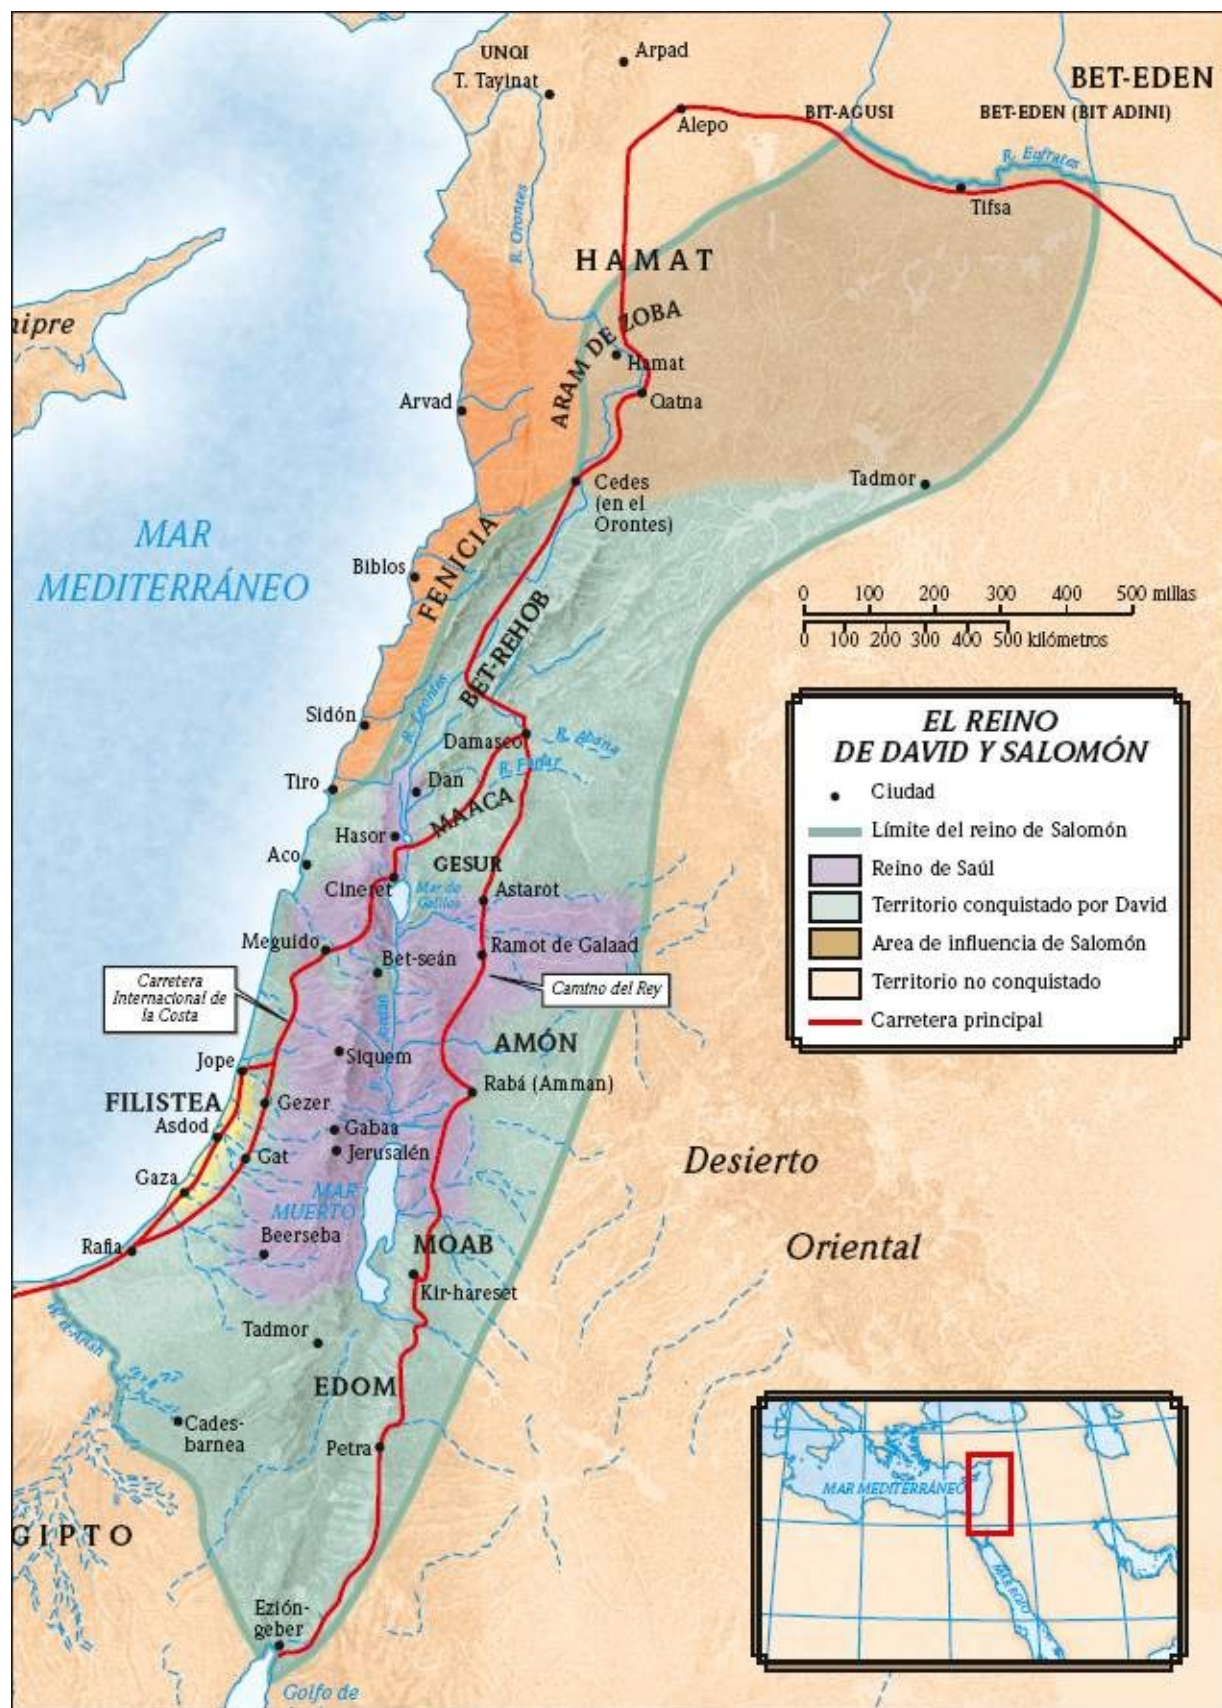 UNQI
T. Tayinat
Arpad
BET-EDEN
Alepo
BIT-AGUSI
BET-EDEN (BIT ADINI)
R. Eufrates
Tifsa
R. Orontes
HAMAT
ARAM DE ZOBA
Hamat
Qatna
hipre
Arvad
Cedes
(en el
Orontes)
Tadmor
MAR
MEDITERRÁNEO
Biblos
FENICIA
BET-REHOB
0 100 200 300 400 500 millas
0 100 200 300 400 500 kilómetros
Sidón
Damasco
R. Abana
R. Farfar
Tiro
Dan
MAACA
Hasor
Aco
GESUR
Cineret
Mar de
Galilea
Astarot
Meguido
Bet-seán
Ramot de Galaad
Carretera
Internacional de
la Costa
Camino del Rey
R. Jordán
AMÓN
Siquem
Jope
Rabá (Amman)
FILISTEA
Asdod
Gezer
Gabaa
Gat
Jerusalén
Gaza
MAR
MUERTO
Rafia
Beerseba
MOAB
Kir-hareset
Tadmor
EDOM
Cades-
barnea
Petra
GIPTO
Ezión-
geber
Golfo de
Desierto
Oriental
EL REINO
DE DAVID Y SALOMÓN
Ciudad
Límite del reino de Salomón
Reino de Saúl
Territorio conquistado por David
Area de influencia de Salomón
Territorio no conquistado
Carretera principal
MAR MEDITERRÁNEO
MAR ROJO